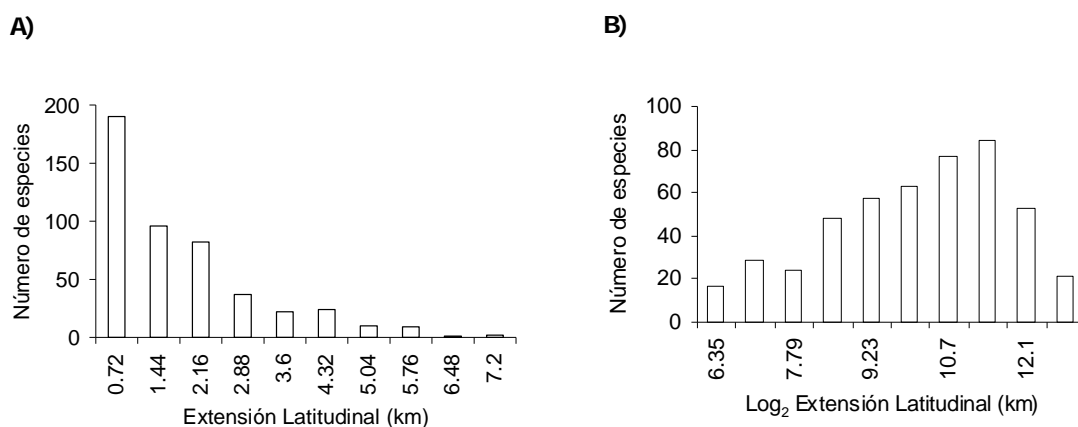 A)
Número de especies
200
150
100
50
0
0.72 1.44 2.16 2.88 3.6 4.32 5.04 5.76 6.48 7.2
Extensión Latitudinal (km)
B)
Número de especies
100
80
60
40
20
0
6.35 7.79 9.23 10.7 12.1
Log₂ Extensión Latitudinal (km)